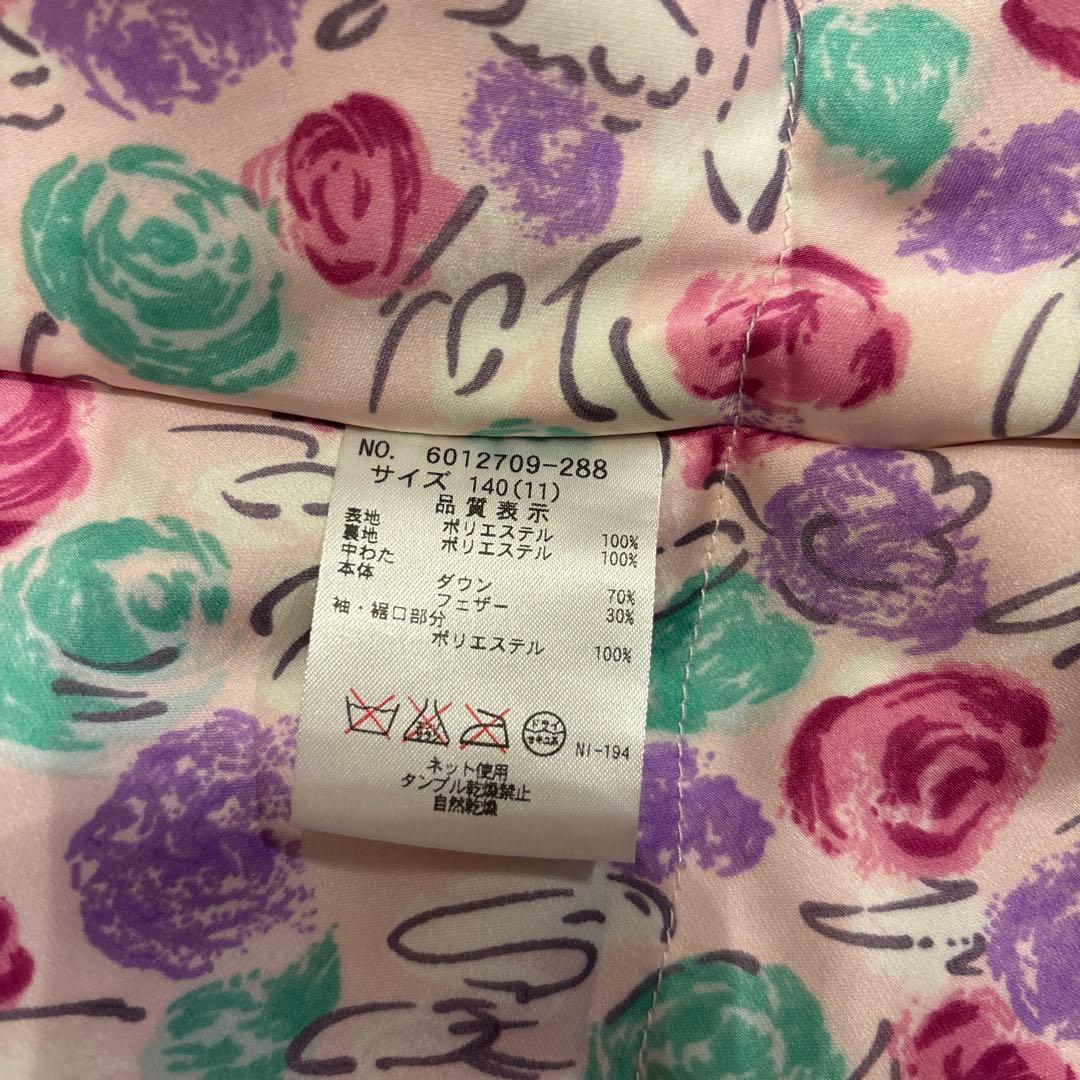 NO. 6012709-288
サイズ 140(11)
品質表示
表地 ポリエステル 100%
裏地 ポリエステル 100%
中わた
本体 ダウン 70%
フェザー 30%
袖・裾口部分
ポリエステル 100%
ドライ
NI-194
ネット使用
タンブル乾燥禁止
自然乾燥